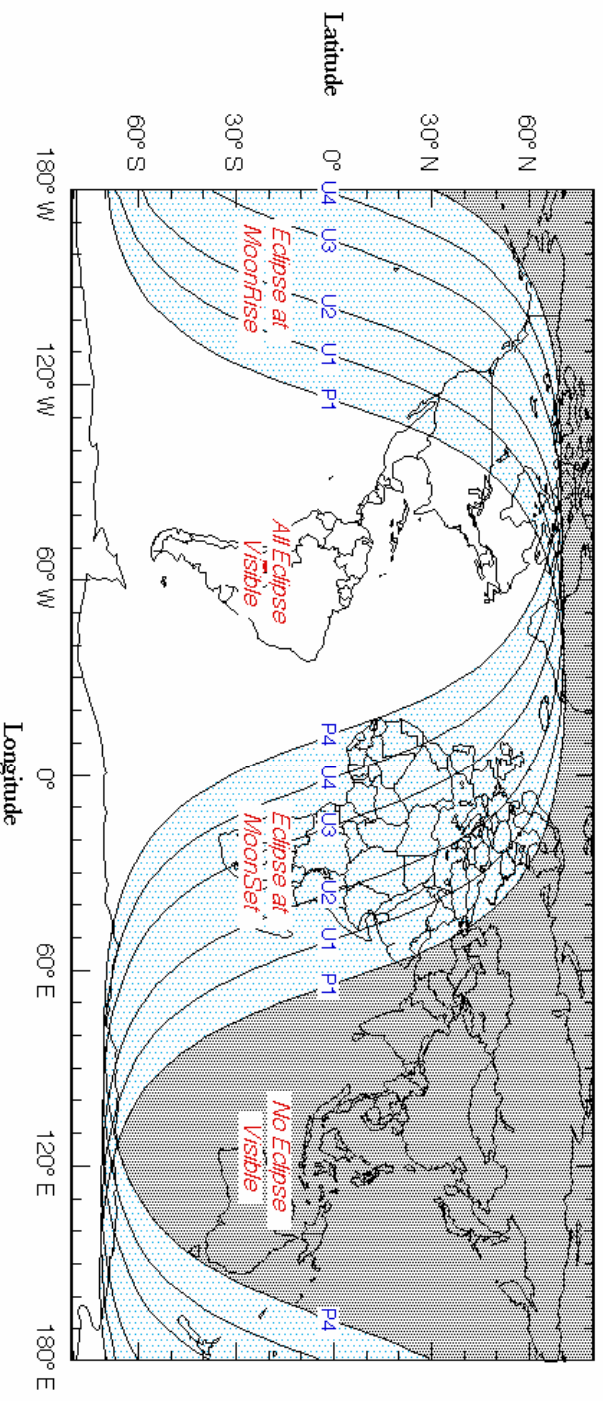 Latitude
60° N
30° N
0°
30° S
60° S
180° W
120° W
60° W
0°
60° E
120° E
180° E
Longitude
U4
U3
U2
U1
P1
P4
U4
U3
U2
U1
P1
P4
Eclipse at
MoonRise
All Eclipse
Visible
Eclipse at
MoonSet
No Eclipse
Visible